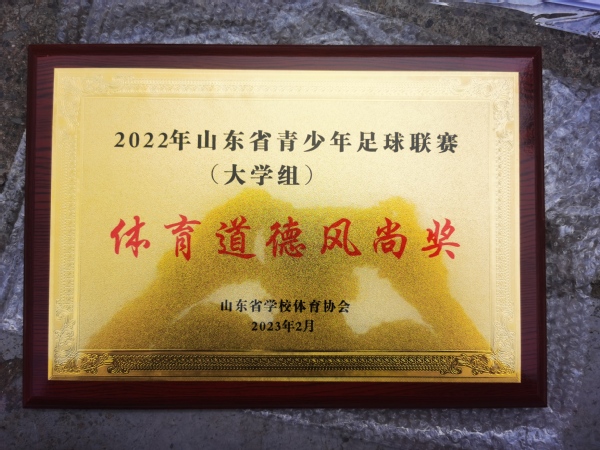 2022年山东省青少年足球联赛
（大学组）
体育道德风尚奖
山东省学校体育协会
2023年2月